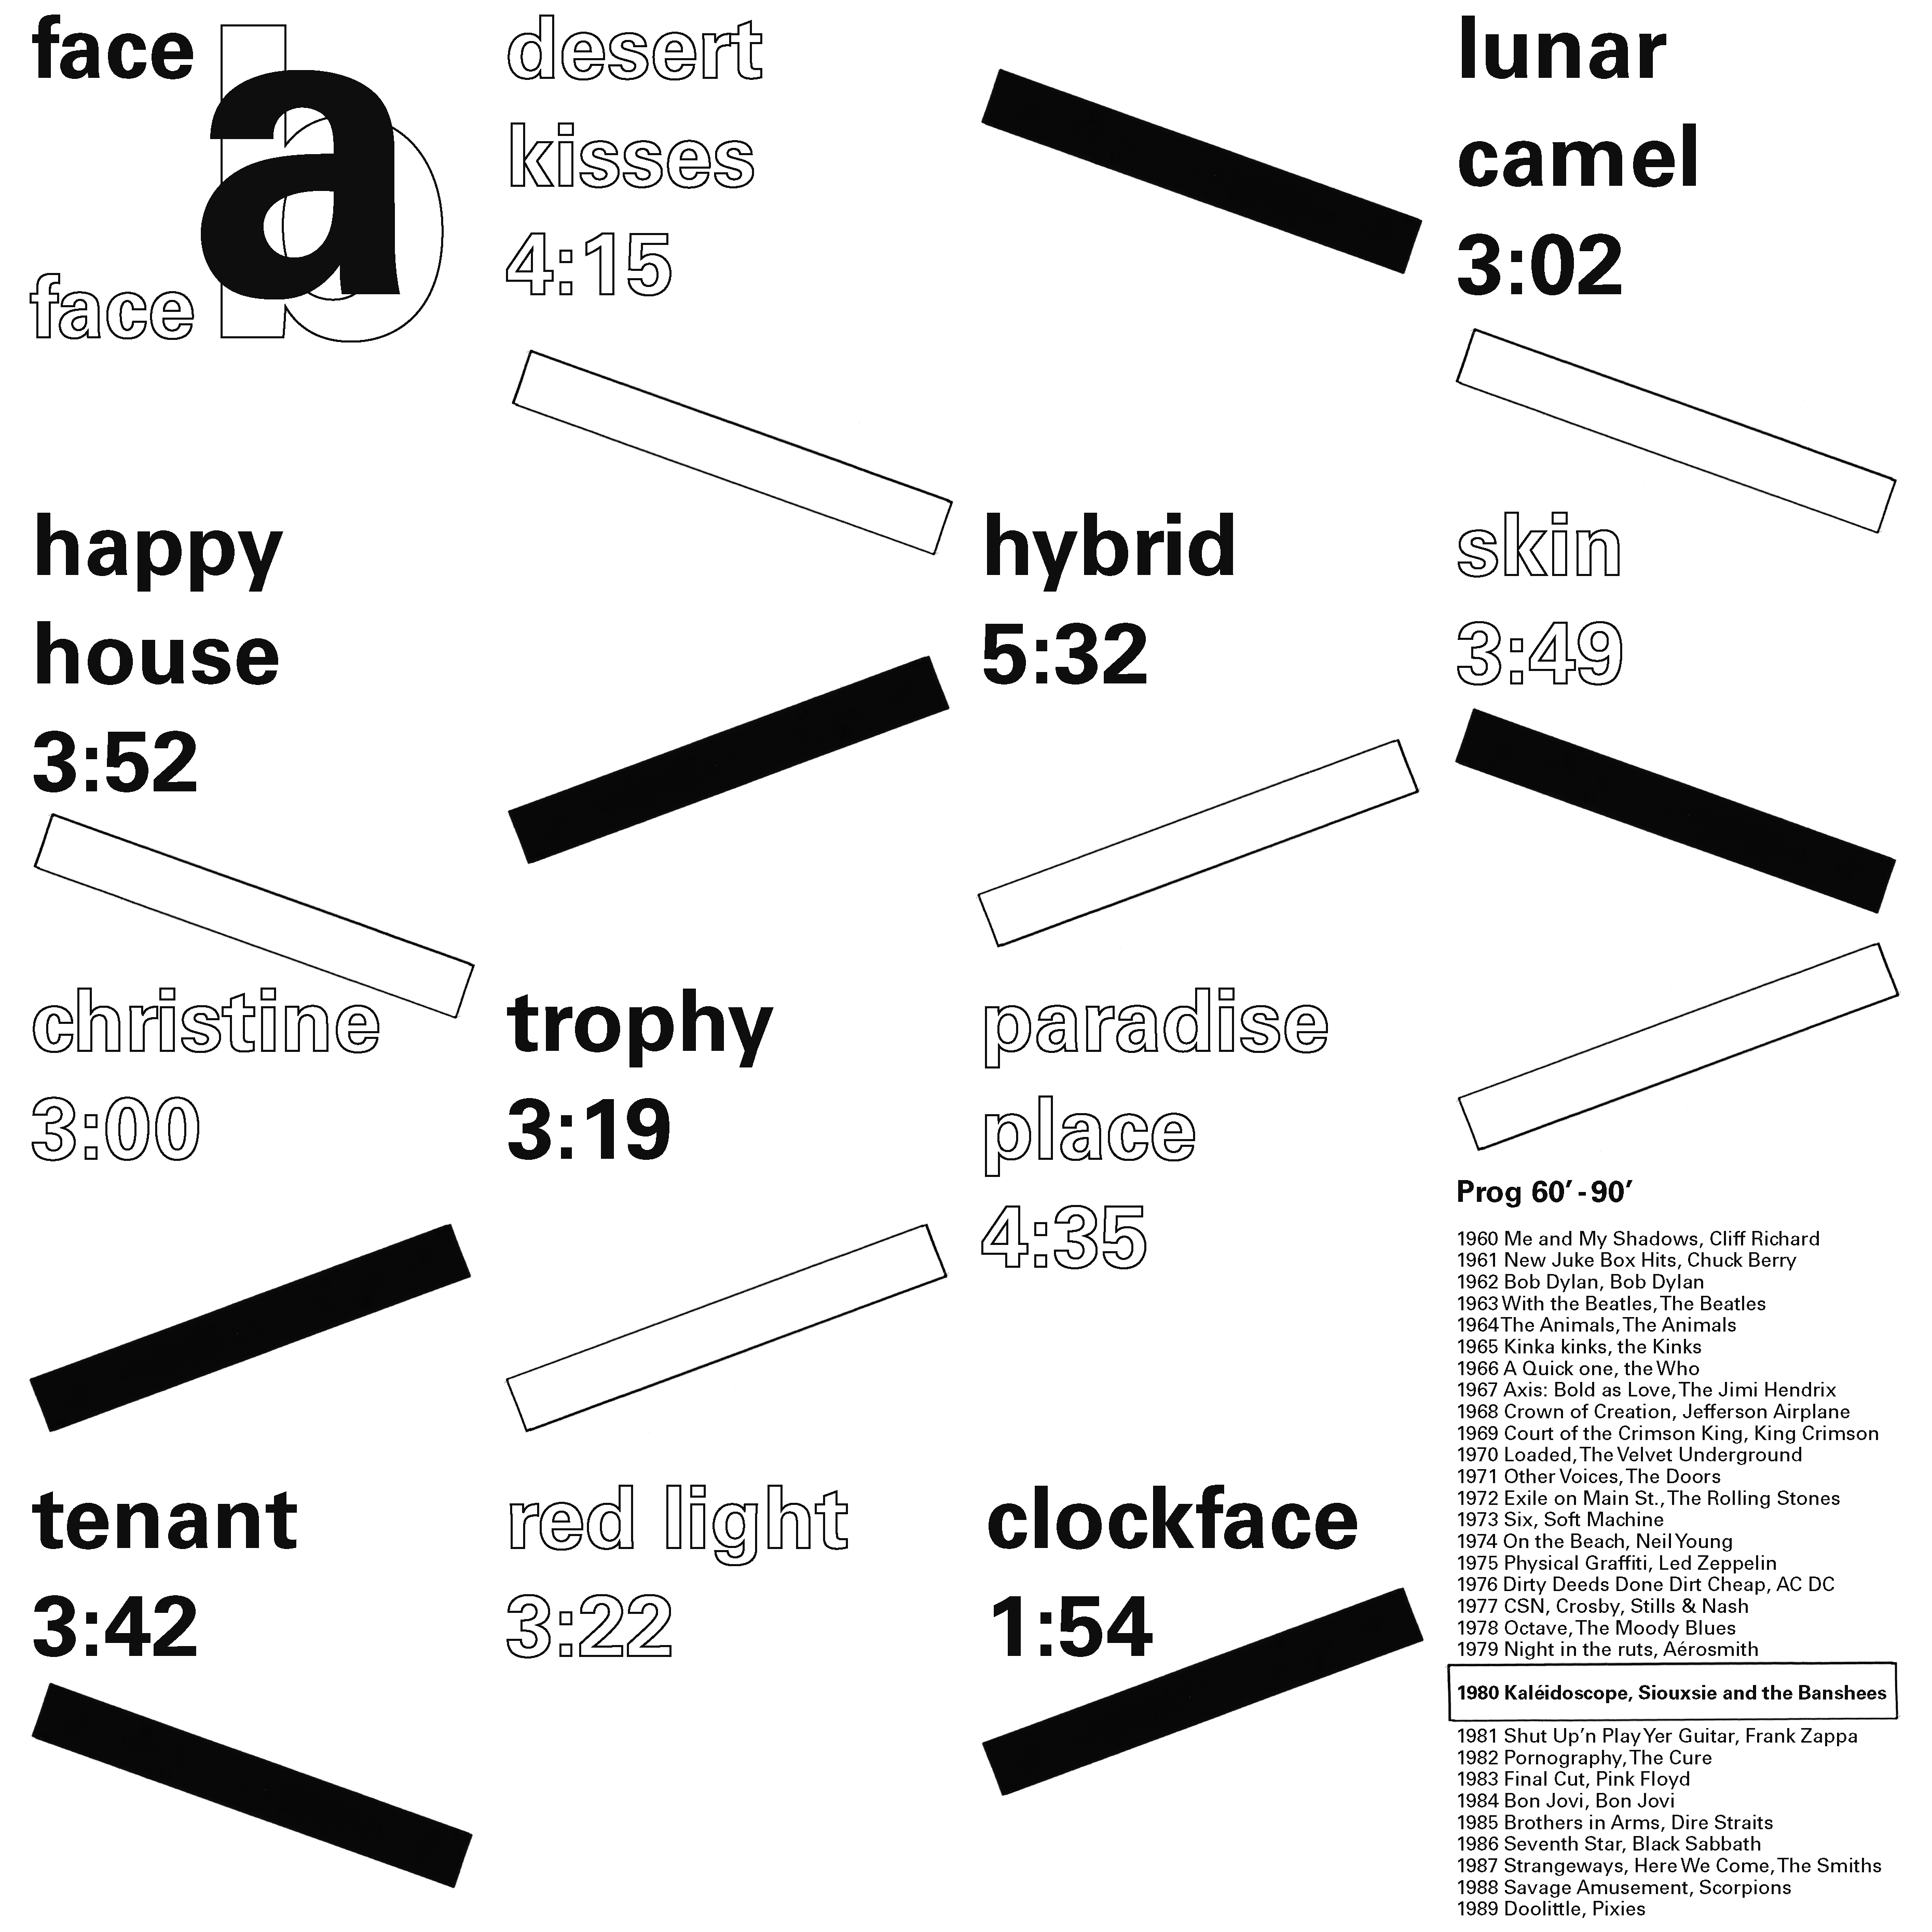 face
a
b
face
desert
kisses
4:15
lunar
camel
3:02
happy
house
3:52
hybrid
5:32
skin
3:49
christine
3:00
trophy
3:19
paradise
place
4:35
tenant
3:42
red light
3:22
clockface
1:54
Prog 60’ - 90’
1960 Me and My Shadows, Cliff Richard
1961 New Juke Box Hits, Chuck Berry
1962 Bob Dylan, Bob Dylan
1963 With the Beatles, The Beatles
1964 The Animals, The Animals
1965 Kinka kinks, the Kinks
1966 A Quick one, the Who
1967 Axis: Bold as Love, The Jimi Hendrix
1968 Crown of Creation, Jefferson Airplane
1969 Court of the Crimson King, King Crimson
1970 Loaded, The Velvet Underground
1971 Other Voices, The Doors
1972 Exile on Main St., The Rolling Stones
1973 Six, Soft Machine
1974 On the Beach, Neil Young
1975 Physical Graffiti, Led Zeppelin
1976 Dirty Deeds Done Dirt Cheap, AC DC
1977 CSN, Crosby, Stills & Nash
1978 Octave, The Moody Blues
1979 Night in the ruts, Aérosmith
1980 Kaléidoscope, Siouxsie and the Banshees
1981 Shut Up’n Play Yer Guitar, Frank Zappa
1982 Pornography, The Cure
1983 Final Cut, Pink Floyd
1984 Bon Jovi, Bon Jovi
1985 Brothers in Arms, Dire Straits
1986 Seventh Star, Black Sabbath
1987 Strangeways, Here We Come, The Smiths
1988 Savage Amusement, Scorpions
1989 Doolittle, Pixies